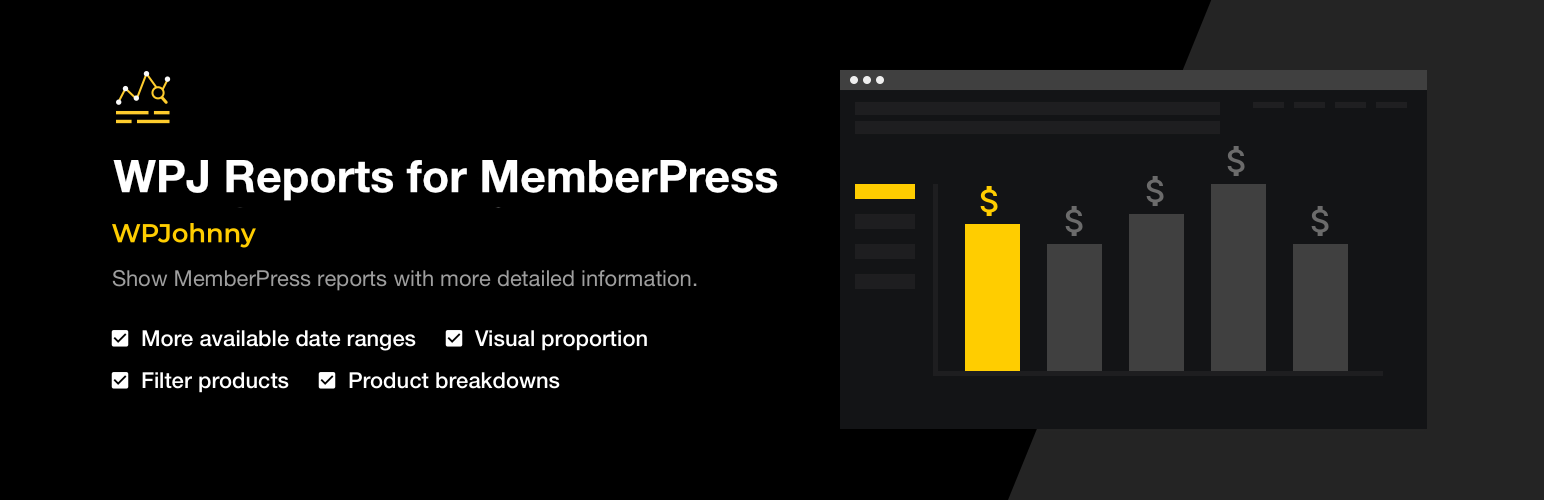 WPJ Reports for MemberPress
WPJohnny
Show MemberPress reports with more detailed information.
More available date ranges Visual proportion
Filter products Product breakdowns
$ $ $ $ $